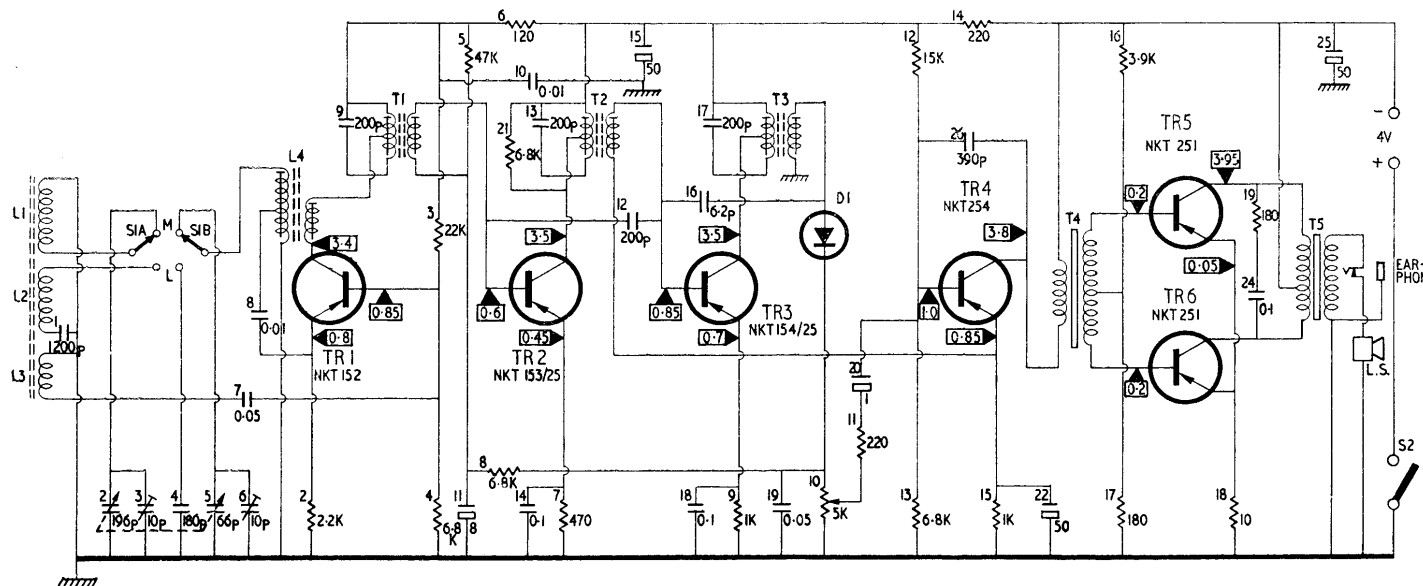 6
120
14
220
5
47K
15
50
12
15K
16
3.9K
25
50
10
0.01
9
200p
T1
13
200p
T2
21
6.8K
17
200p
T3
TR5
NKT 251
3.95
-
4V
+
26
390p
L4
L1
S1A
M
S1B
L
L2
1
1200p
L3
3
22K
12
200p
16
6.2p
D1
TR4
NKT254
0.2
19
180
T4
T5
3.4
3.5
3.5
3.8
0.05
EAR-
PHON
8
0.01
0.85
0.6
0.85
1.0
TR6
NKT251
24
0.1
0.8
TR1
NKT 152
0.45
TR2
NKT 153/25
0.7
TR3
NKT 154/25
0.85
L.S.
0.2
7
0.05
20
1
11
220
8
6.8K
S2
2
196p
3
10p
4
180p
5
66p
6
10p
2
2.2K
4
6.8
K
11
8
14
0.1
7
470
18
0.1
9
1K
19
0.05
10
5K
13
6.8K
15
1K
22
50
17
180
18
10